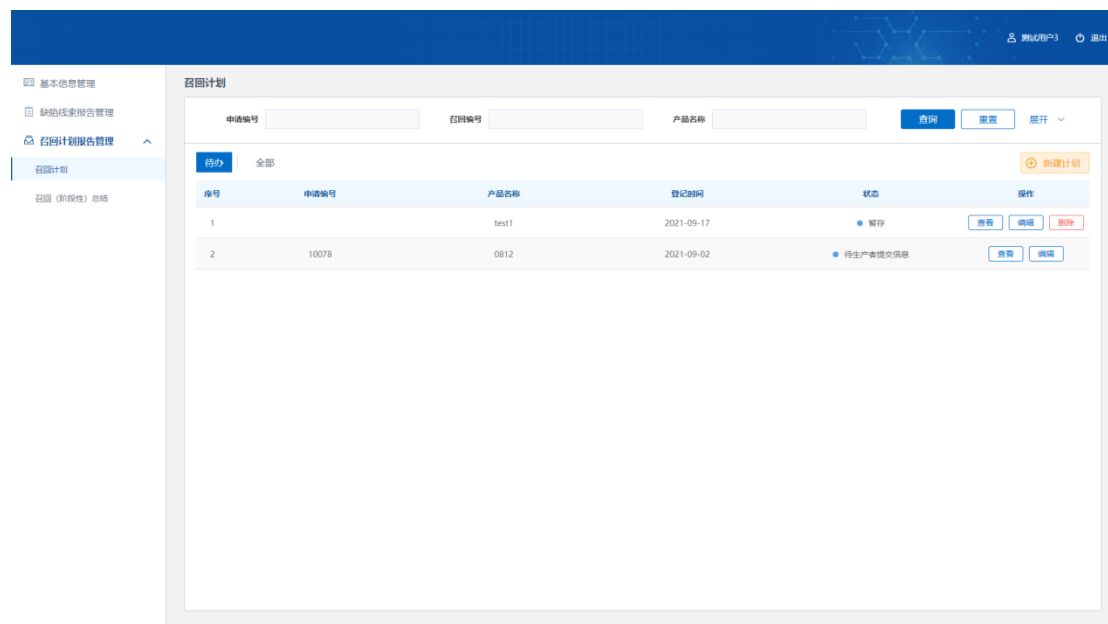 测试用户3 退出
基本信息管理
缺陷线索报告管理
召回计划报告管理
召回计划
召回（阶段性）总结
召回计划
申请编号 召回编号 产品名称 查询 重置 展开
待办 全部 新建计划
序号 申请编号 产品名称 登记时间 状态 操作
1 test1 2021-09-17 暂存 查看 编辑 删除
2 10078 0812 2021-09-02 待生产者提交信息 查看 编辑